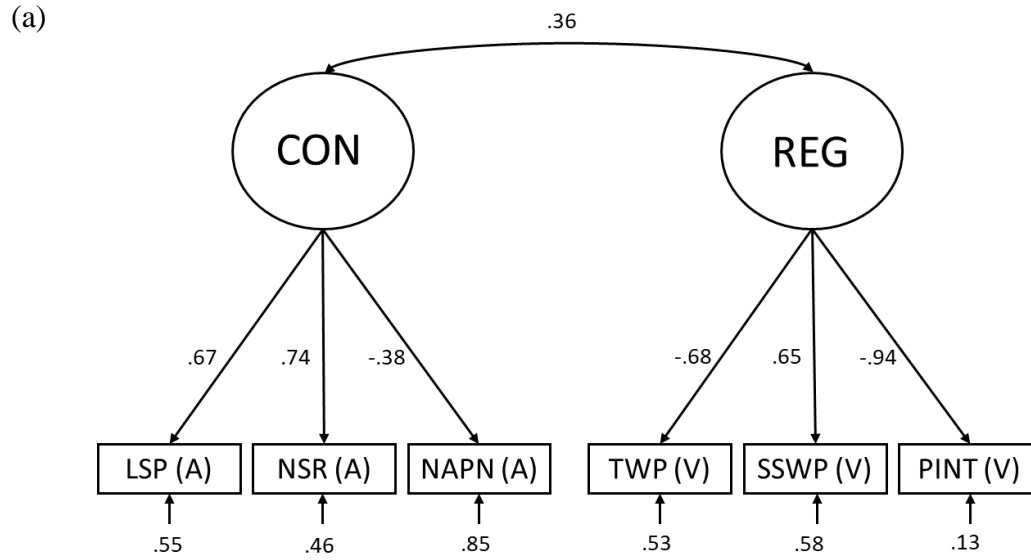 (a)
.36
CON
REG
.67
.74
-.38
-.68
.65
-.94
LSP (A)
NSR (A)
NAPN (A)
TWP (V)
SSWP (V)
PINT (V)
.55
.46
.85
.53
.58
.13